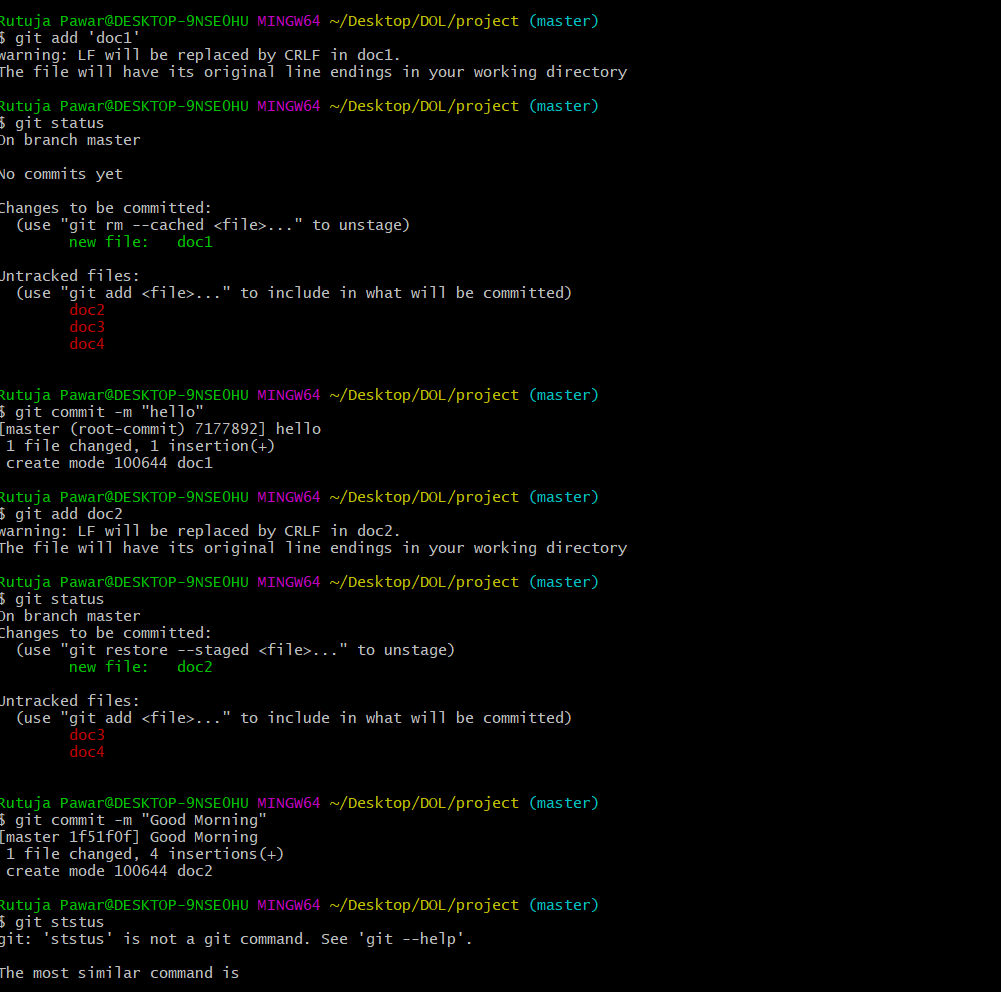 Rutuja Pawar@DESKTOP-9NSE0HU MINGW64 ~/Desktop/DOL/project (master)
$ git add 'doc1'
warning: LF will be replaced by CRLF in doc1.
The file will have its original line endings in your working directory

Rutuja Pawar@DESKTOP-9NSE0HU MINGW64 ~/Desktop/DOL/project (master)
$ git status
On branch master

No commits yet

Changes to be committed:
  (use "git rm --cached <file>..." to unstage)
        new file:   doc1

Untracked files:
  (use "git add <file>..." to include in what will be committed)
        doc2
        doc3
        doc4


Rutuja Pawar@DESKTOP-9NSE0HU MINGW64 ~/Desktop/DOL/project (master)
$ git commit -m "hello"
[master (root-commit) 7177892] hello
 1 file changed, 1 insertion(+)
 create mode 100644 doc1

Rutuja Pawar@DESKTOP-9NSE0HU MINGW64 ~/Desktop/DOL/project (master)
$ git add doc2
warning: LF will be replaced by CRLF in doc2.
The file will have its original line endings in your working directory

Rutuja Pawar@DESKTOP-9NSE0HU MINGW64 ~/Desktop/DOL/project (master)
$ git status
On branch master
Changes to be committed:
  (use "git restore --staged <file>..." to unstage)
        new file:   doc2

Untracked files:
  (use "git add <file>..." to include in what will be committed)
        doc3
        doc4


Rutuja Pawar@DESKTOP-9NSE0HU MINGW64 ~/Desktop/DOL/project (master)
$ git commit -m "Good Morning"
[master 1f51f0f] Good Morning
 1 file changed, 4 insertions(+)
 create mode 100644 doc2

Rutuja Pawar@DESKTOP-9NSE0HU MINGW64 ~/Desktop/DOL/project (master)
$ git ststus
git: 'ststus' is not a git command. See 'git --help'.

The most similar command is